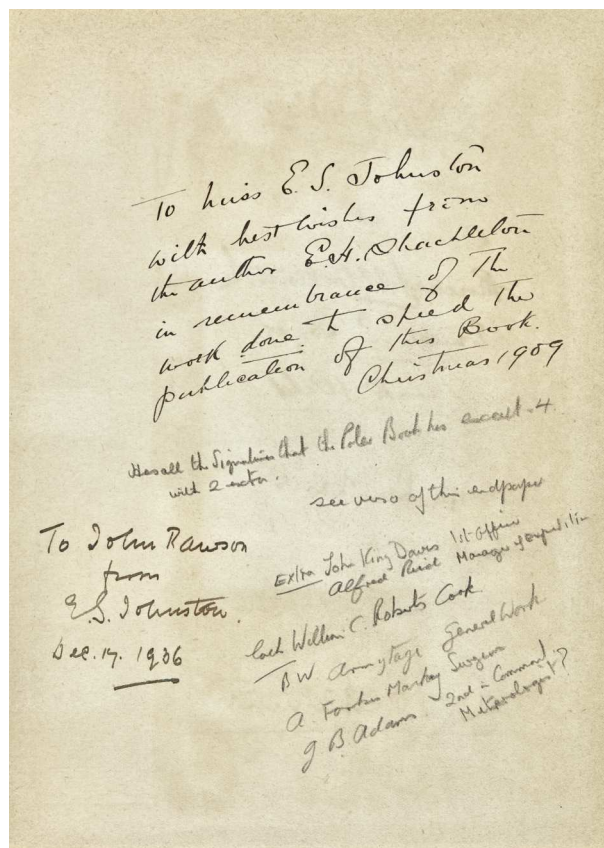 To Miss E. S. Johnston
with best wishes from
the author E.H. Shackleton
in remembrance of the
work done to speed the
publication of this Book.
Christmas 1909
Has all the Signatures that the Polar Book has except 4
with 2 extra.
see verso of this endpaper
To John Rawson
from
E.S. Johnston.
Dec. 17. 1936
Extra John King Davis 1st Officer
Alfred Reid Manager of expedition
Lack William C. Roberts Cook
B W Armytage General Work
A Forbes Mackay Surgeon
J B. Adams 2nd in Command
Meteorologist?